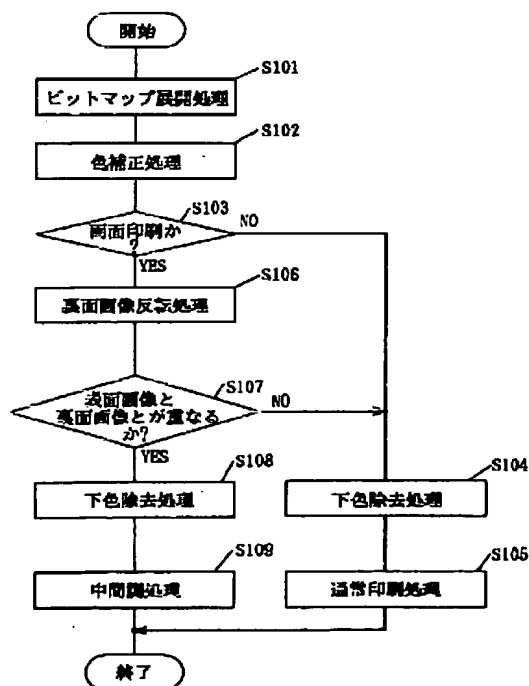 開始
S101
ビットマップ展開処理
S102
色補正処理
S103
両面印刷か
?
NO
YES
S106
裏面画像反転処理
S107
表面画像と
裏面画像とが重なる
か?
NO
YES
S108
下色除去処理
S104
下色除去処理
S109
中間調処理
S105
通常印刷処理
終了